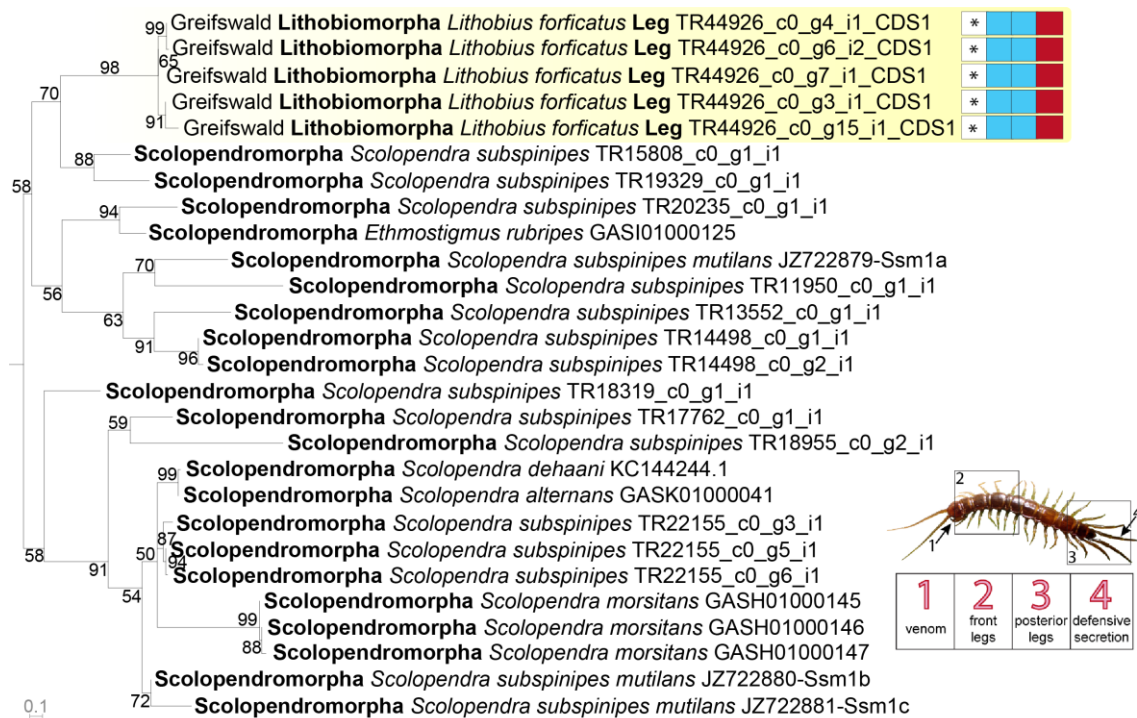 99 Greifswald Lithobiomorpha Lithobius forficatus Leg TR44926_c0_g4_i1_CDS1 *
65 Greifswald Lithobiomorpha Lithobius forficatus Leg TR44926_c0_g6_i2_CDS1 *
98 Greifswald Lithobiomorpha Lithobius forficatus Leg TR44926_c0_g7_i1_CDS1 *
70 Greifswald Lithobiomorpha Lithobius forficatus Leg TR44926_c0_g3_i1_CDS1 *
91 Greifswald Lithobiomorpha Lithobius forficatus Leg TR44926_c0_g15_i1_CDS1 *
88 Scolopendromorpha Scolopendra subspinipes TR15808_c0_g1_i1
58 Scolopendromorpha Scolopendra subspinipes TR19329_c0_g1_i1
94 Scolopendromorpha Scolopendra subspinipes TR20235_c0_g1_i1
Scolopendromorpha Ethmostigmus rubripes GASI01000125
70 Scolopendromorpha Scolopendra subspinipes mutilans JZ722879-Ssm1a
56 Scolopendromorpha Scolopendra subspinipes TR11950_c0_g1_i1
63 Scolopendromorpha Scolopendra subspinipes TR13552_c0_g1_i1
91 Scolopendromorpha Scolopendra subspinipes TR14498_c0_g1_i1
96 Scolopendromorpha Scolopendra subspinipes TR14498_c0_g2_i1
Scolopendromorpha Scolopendra subspinipes TR18319_c0_g1_i1
59 Scolopendromorpha Scolopendra subspinipes TR17762_c0_g1_i1
Scolopendromorpha Scolopendra subspinipes TR18955_c0_g2_i1
99 Scolopendromorpha Scolopendra dehaani KC144244.1
Scolopendromorpha Scolopendra alternans GASK01000041
87 Scolopendromorpha Scolopendra subspinipes TR22155_c0_g3_i1
58 50 94 Scolopendromorpha Scolopendra subspinipes TR22155_c0_g5_i1
91 Scolopendromorpha Scolopendra subspinipes TR22155_c0_g6_i1
54 Scolopendromorpha Scolopendra morsitans GASH01000145
99 Scolopendromorpha Scolopendra morsitans GASH01000146
88 Scolopendromorpha Scolopendra morsitans GASH01000147
Scolopendromorpha Scolopendra subspinipes mutilans JZ722880-Ssm1b
72 Scolopendromorpha Scolopendra subspinipes mutilans JZ722881-Ssm1c
0.1
2
4
1
3
1 2 3 4
venom
front legs
posterior legs
defensive secretion